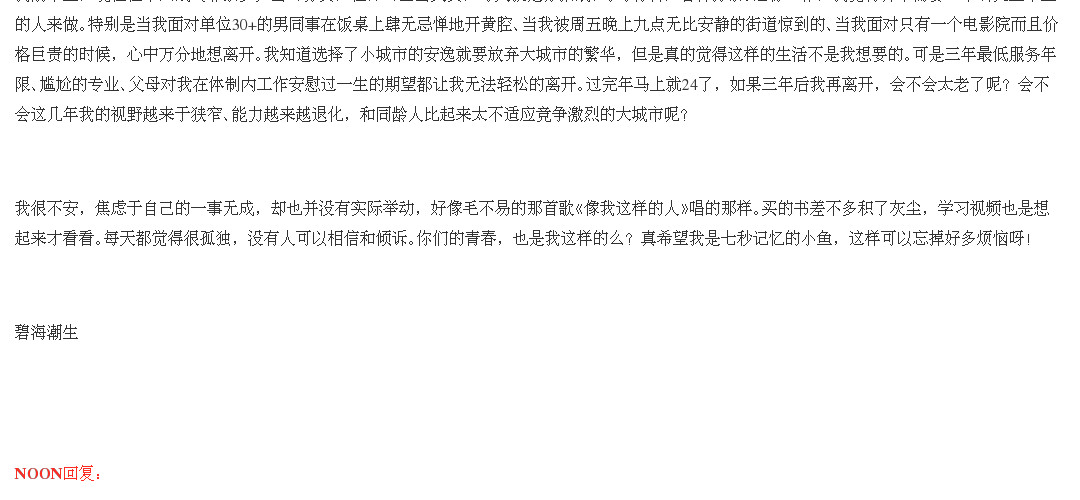 的人来做。特别是当我面对单位30+的男同事在饭桌上肆无忌惮地开黄腔、当我被周五晚上九点无比安静的街道惊到的、当我面对只有一个电影院而且价
格巨贵的时候，心中万分地想离开。我知道选择了小城市的安逸就要放弃大城市的繁华，但是真的觉得这样的生活不是我想要的。可是三年最低服务年
限、尴尬的专业、父母对我在体制内工作安慰过一生的期望都让我无法轻松的离开。过完年马上就24了，如果三年后我再离开，会不会太老了呢？会不
会这几年我的视野越来于狭窄、能力越来越退化，和同龄人比起来太不适应竞争激烈的大城市呢？
我很不安，焦虑于自己的一事无成，却也并没有实际举动，好像毛不易的那首歌《像我这样的人》唱的那样。买的书差不多积了灰尘，学习视频也是想
起来才看看。每天都觉得很孤独，没有人可以相信和倾诉。你们的青春，也是我这样的么？真希望我是七秒记忆的小鱼，这样可以忘掉好多烦恼呀！
碧海潮生
NOON回复：